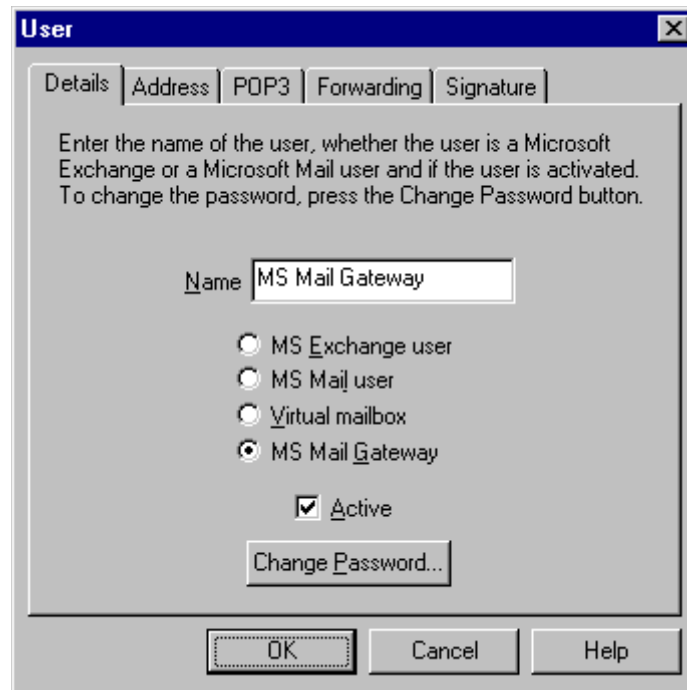 User
Details Address POP3 Forwarding Signature
Enter the name of the user, whether the user is a Microsoft
Exchange or a Microsoft Mail user and if the user is activated.
To change the password, press the Change Password button.
Name MS Mail Gateway
MS Exchange user
MS Mail user
Virtual mailbox
MS Mail Gateway
Active
Change Password...
OK Cancel Help